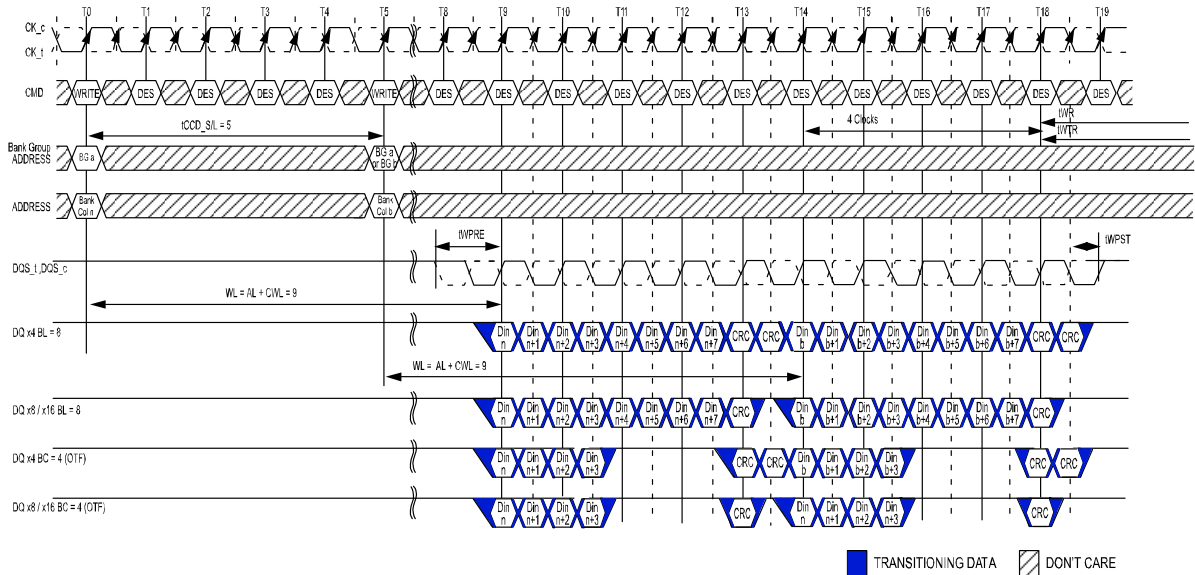 T0 T1 T2 T3 T4 T5 T8 T9 T10 T11 T12 T13 T14 T15 T16 T17 T18 T19
CK_c
CK_t
CMD WRITE DES DES DES DES WRITE DES DES DES DES DES DES DES DES DES DES DES DES
tCCD_S/L = 5
4 Clocks
tWR
tWTR
Bank Group
ADDRESS
BG a
BG a
or BG b
ADDRESS
Bank
Col n
Bank
Col b
tWPRE
tWPST
DQS_t ,DQS_c
WL = AL + CWL = 9
DQ x4 BL = 8
Din n Din n+1 Din n+2 Din n+3 Din n+4 Din n+5 Din n+6 Din n+7 CRC CRC Din b Din b+1 Din b+2 Din b+3 Din b+4 Din b+5 Din b+6 Din b+7 CRC CRC
WL = AL + CWL = 9
DQ x8 / x16 BL = 8
Din n Din n+1 Din n+2 Din n+3 Din n+4 Din n+5 Din n+6 Din n+7 CRC Din b Din b+1 Din b+2 Din b+3 Din b+4 Din b+5 Din b+6 Din b+7 CRC
DQ x4 BC = 4 (OTF)
Din n Din n+1 Din n+2 Din n+3 CRC CRC Din b Din b+1 Din b+2 Din b+3 CRC CRC
DQ x8 / x16 BC = 4 (OTF)
Din n Din n+1 Din n+2 Din n+3 CRC Din n Din n+1 Din n+2 Din n+3 CRC
TRANSITIONING DATA
DON'T CARE